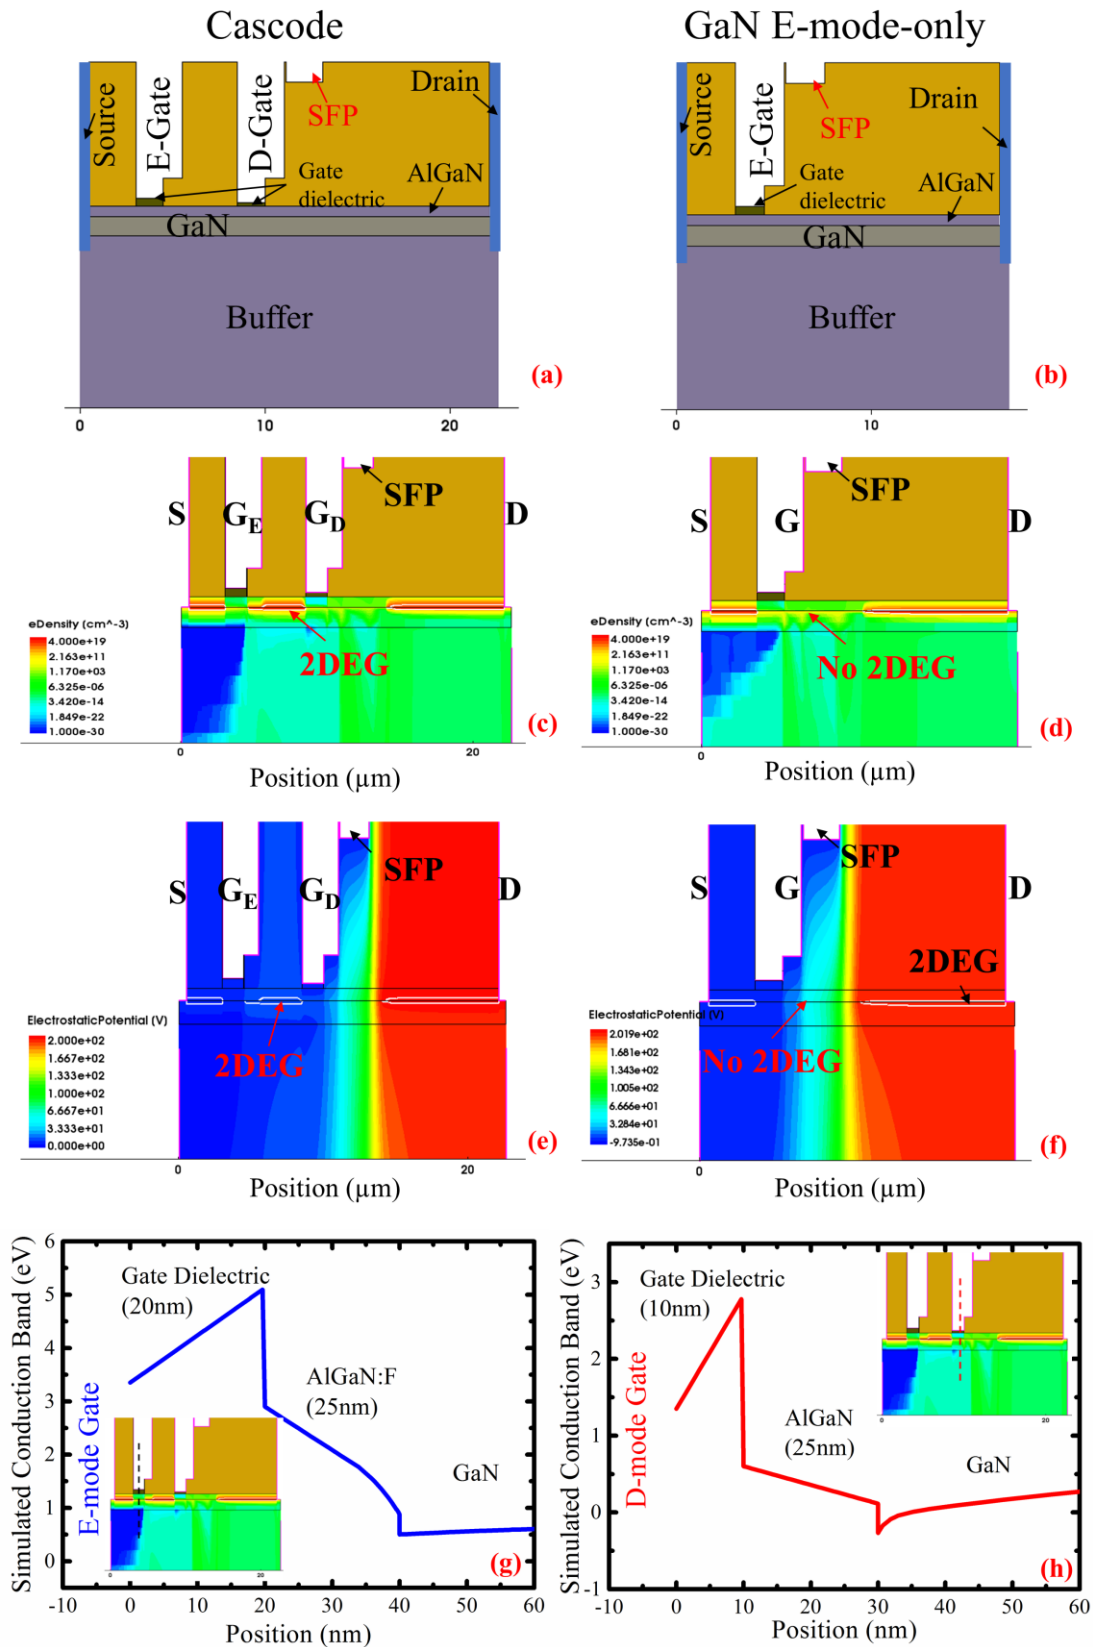 Cascode
GaN E-mode-only
Source
E-Gate
D-Gate
SFP
Drain
Gate
dielectric
AlGaN
GaN
Buffer
(a)
0
10
20
Source
E-Gate
SFP
Drain
Gate
dielectric
AlGaN
GaN
Buffer
(b)
0
10
S
GE
GD
SFP
D
eDensity (cm^-3)
4.000e+19
2.163e+11
1.170e+03
6.325e-06
3.420e-14
1.849e-22
1.000e-30
2DEG
(c)
0
20
Position (µm)
S
G
SFP
D
eDensity (cm^-3)
4.000e+19
2.163e+11
1.170e+03
6.325e-06
3.420e-14
1.849e-22
1.000e-30
No 2DEG
(d)
0
Position (µm)
S
GE
GD
SFP
D
ElectrostaticPotential (V)
2.000e+02
1.667e+02
1.333e+02
1.000e+02
6.667e+01
3.333e+01
0.000e+00
2DEG
(e)
0
20
Position (µm)
S
G
SFP
D
2DEG
ElectrostaticPotential (V)
2.019e+02
1.681e+02
1.343e+02
1.005e+02
6.666e+01
3.284e+01
-9.735e-01
No 2DEG
(f)
0
Position (µm)
Simulated Conduction Band (eV)
6
5
4
3
2
1
0
E-mode Gate
Gate Dielectric
(20nm)
AlGaN:F
(25nm)
GaN
0
20
(g)
-10
0
10
20
30
40
50
60
Position (nm)
Simulated Conduction Band (eV)
3
2
1
0
-1
D-mode Gate
Gate Dielectric
(10nm)
AlGaN
(25nm)
GaN
0
20
(h)
-10
0
10
20
30
40
50
60
Position (nm)